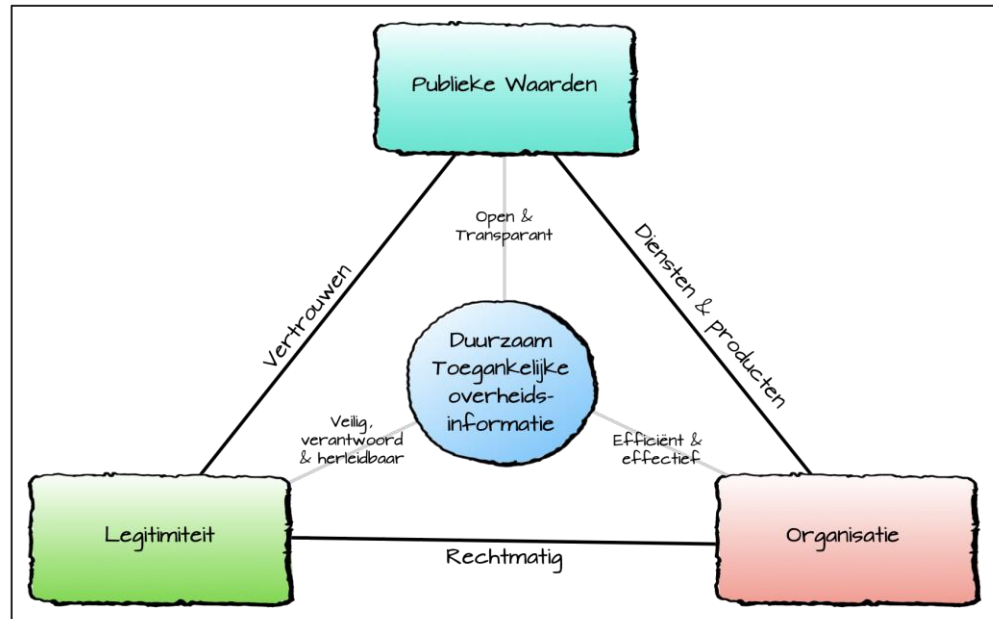 Publieke Waarden
Open &
Transparant
Vertrouwen
Diensten & producten
Duurzaam
Toegankelijke
overheids-
informatie
Veilig,
verantwoord
& herleidbaar
Efficiënt &
effectief
Legitimiteit
Rechtmatig
Organisatie